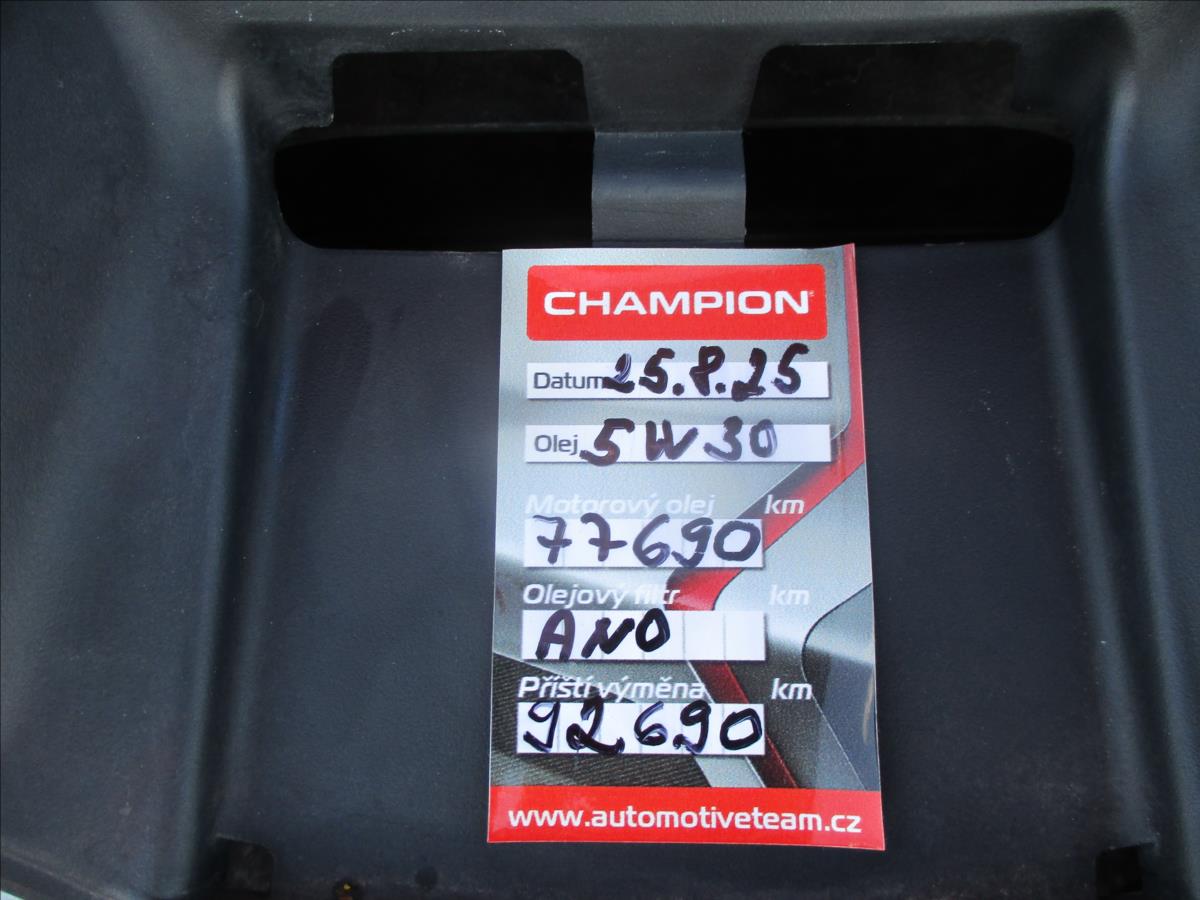 CHAMPION
Datum 25.8.25
Olej 5W30
Motorový olej km
77690
Olejový filtr km
ANO
Příští výměna km
92690
www.automotiveteam.cz